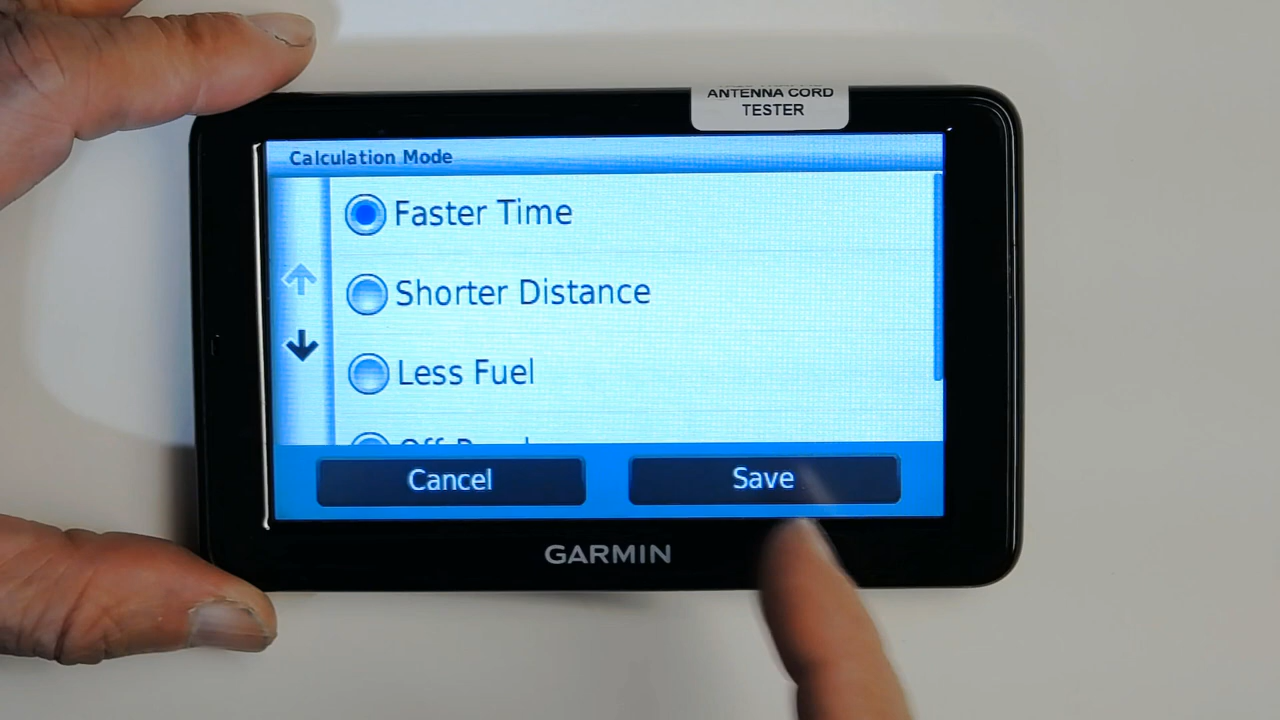 ANTENNA CORD
TESTER
Calculation Mode
Faster Time
Shorter Distance
Less Fuel
Cancel
Save
GARMIN